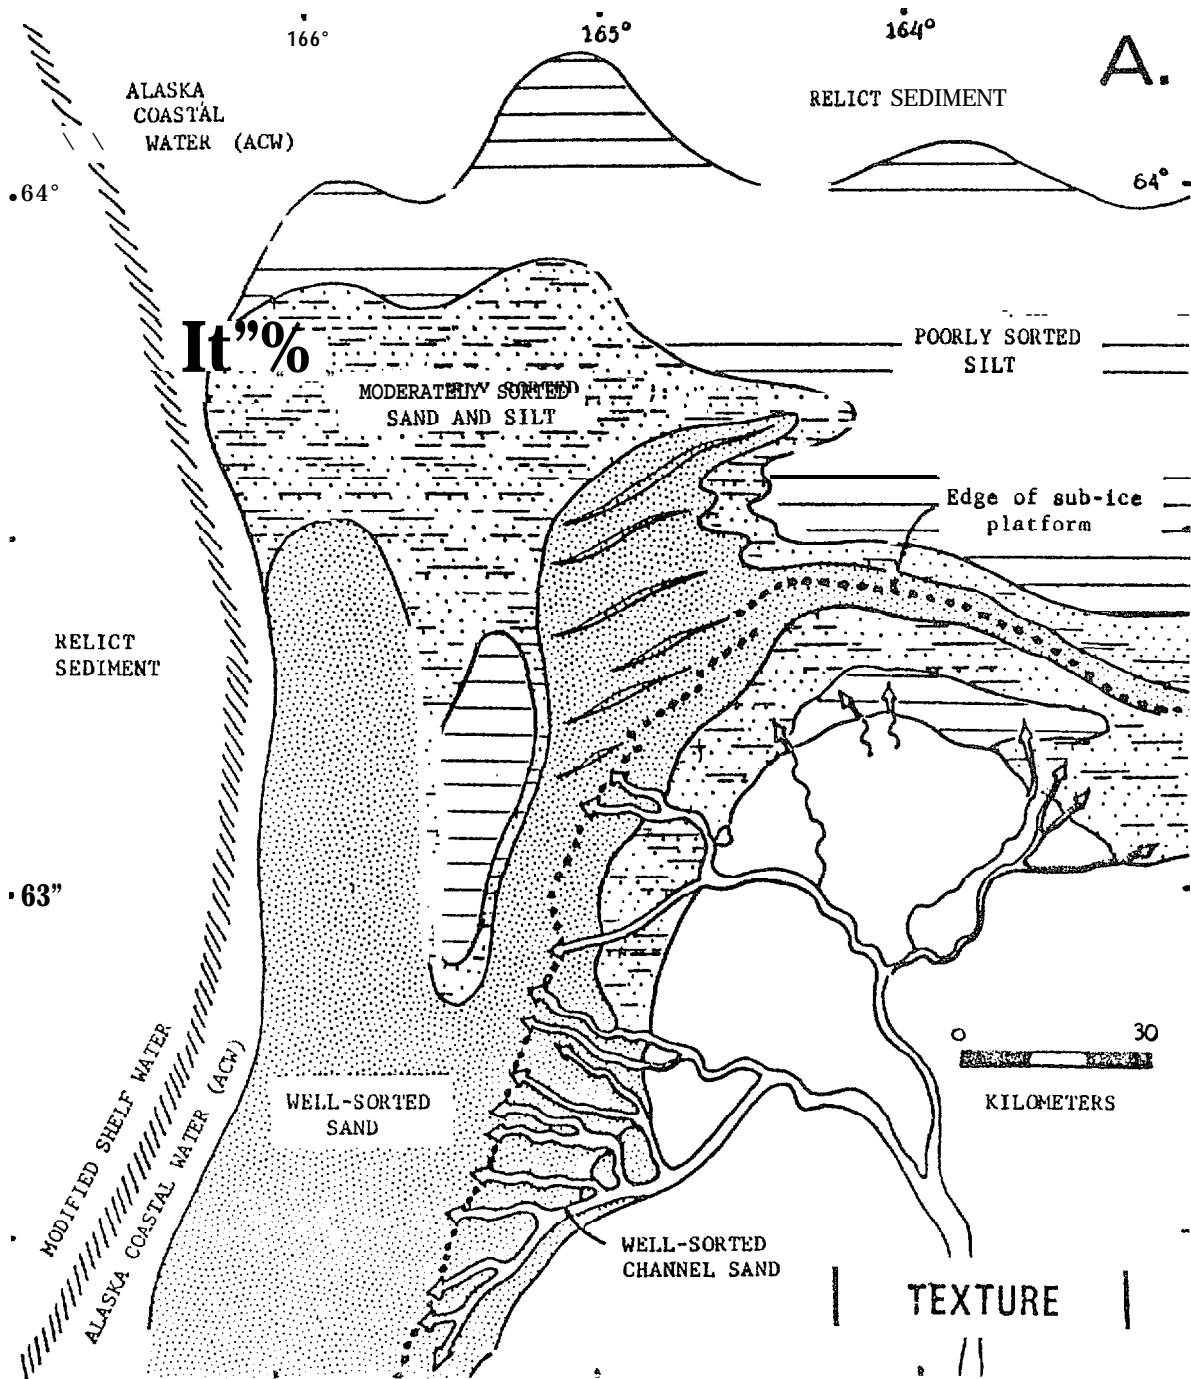 166°
165°
164°
A.
ALASKA
COASTAL
WATER (ACW)
RELICT SEDIMENT
64°
64°
It”%
POORLY SORTED
SILT
MODERATELY SORTED
SAND AND SILT
Edge of sub-ice
platform
RELICT
SEDIMENT
63”
MODIFIED SHELF WATER
ALASKA COASTAL WATER (ACW)
0 30
KILOMETERS
WELL-SORTED
SAND
WELL-SORTED
CHANNEL SAND
TEXTURE